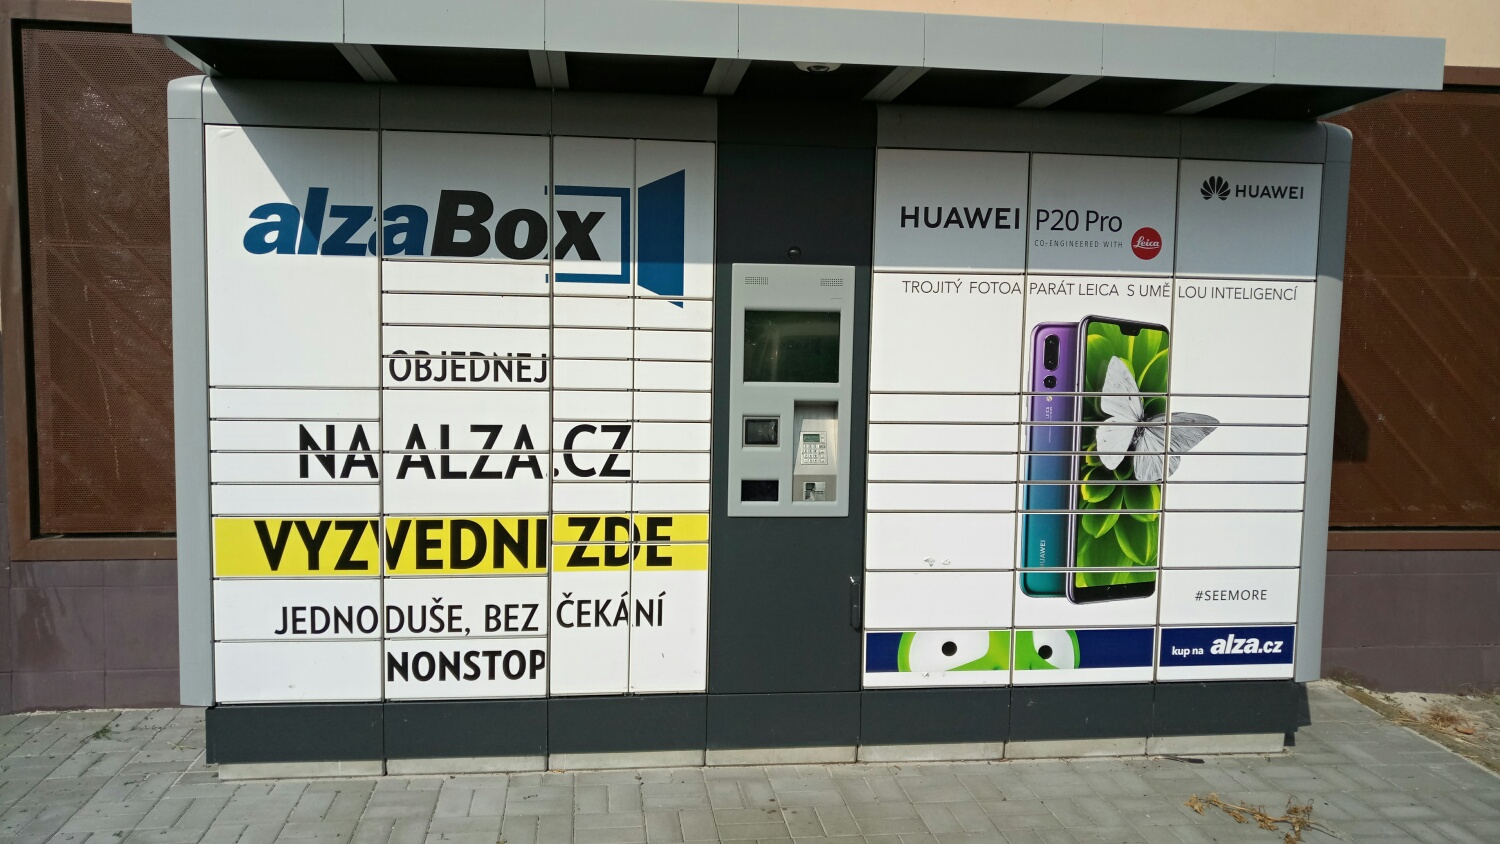 alzaBox
OBJEDNEJ
NA ALZA.CZ
VYZVEDNI ZDE
JEDNODUŠE, BEZ ČEKÁNÍ
NONSTOP
HUAWEI
HUAWEI P20 Pro
CO-ENGINEERED WITH Leica
TROJITÝ FOTOAPARÁT LEICA S UMĚLOU INTELIGENCÍ
HUAWEI
#SEEMORE
kup na alza.cz